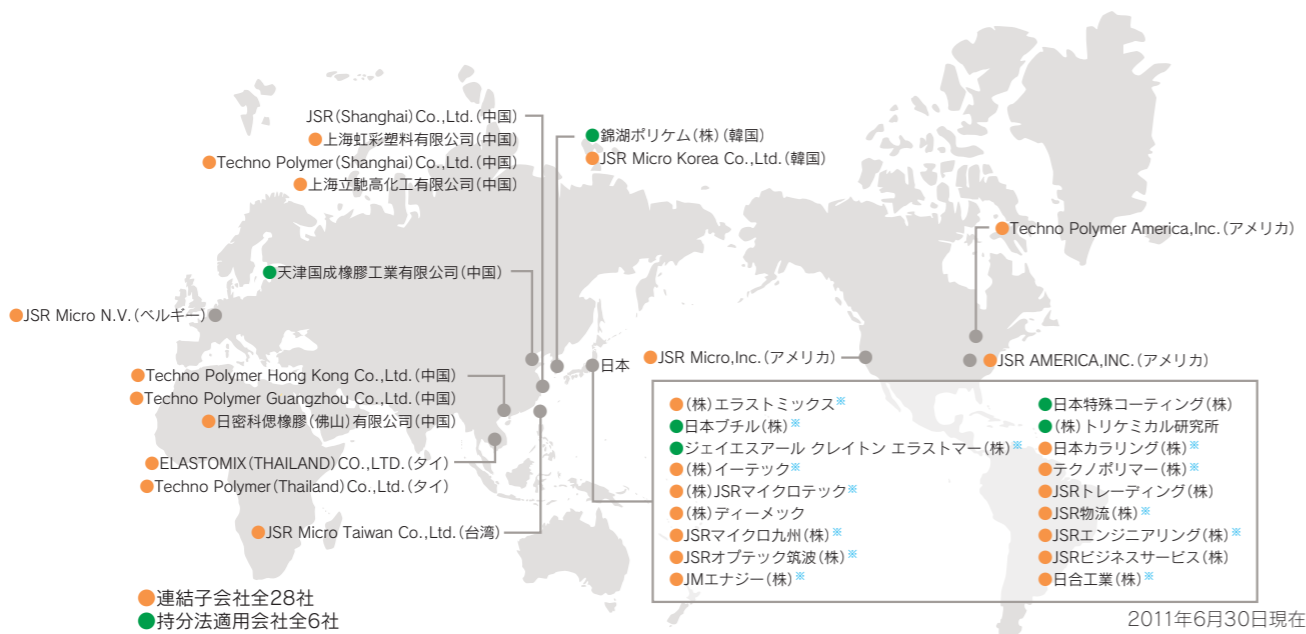 JSR(Shanghai)Co.,Ltd.(中国)
●上海虹彩塑料有限公司(中国)
●Techno Polymer(Shanghai)Co.,Ltd.(中国)
●上海立馳高化工有限公司(中国)
●錦湖ポリケム(株)(韓国)
●JSR Micro Korea Co.,Ltd.(韓国)
●Techno Polymer America,Inc.(アメリカ)
●天津国成橡膠工業有限公司(中国)
●JSR Micro N.V.(ベルギー)
日本
●JSR Micro,Inc.(アメリカ)
●JSR AMERICA,INC.(アメリカ)
●Techno Polymer Hong Kong Co.,Ltd.(中国)
●Techno Polymer Guangzhou Co.,Ltd.(中国)
●日密科偲橡膠(佛山)有限公司(中国)
●ELASTOMIX(THAILAND)CO.,LTD.(タイ)
●Techno Polymer(Thailand)Co.,Ltd.(タイ)
●JSR Micro Taiwan Co.,Ltd.(台湾)
●(株)エラストミックス※
●日本ブチル(株)※
●ジェイエスアール クレイトン エラストマー(株)※
●(株)イーテック※
●(株)JSRマイクロテック※
●(株)ディーメック
●JSRマイクロ九州(株)※
●JSRオプテック筑波(株)※
●JMエナジー(株)※
●日本特殊コーティング(株)
●(株)トリケミカル研究所
●日本カラリング(株)※
●テクノポリマー(株)※
●JSRトレーディング(株)
●JSR物流(株)※
●JSRエンジニアリング(株)※
●JSRビジネスサービス(株)
●日合工業(株)※
●連結子会社全28社
●持分法適用会社全6社
2011年6月30日現在